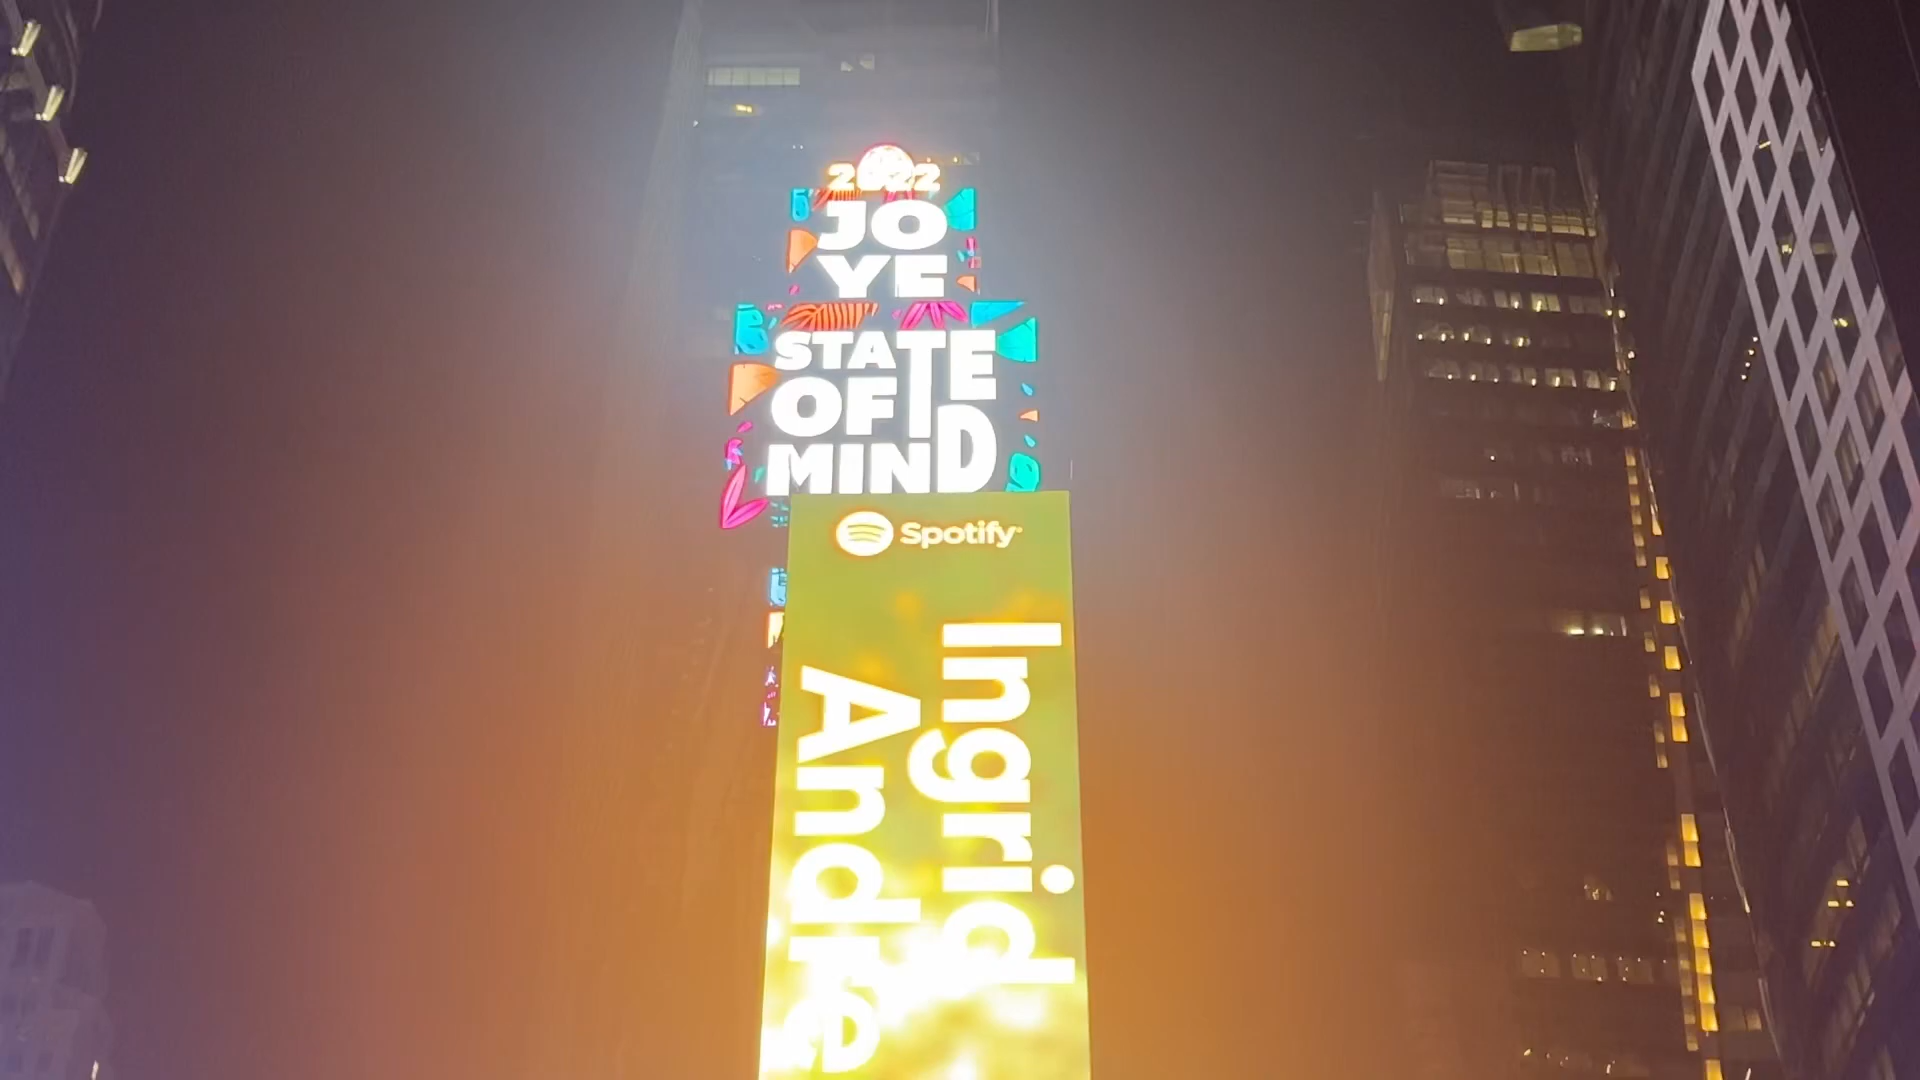 2022
JO
YE
STATE
OF
MIND
Spotify
Ingrid
Andre